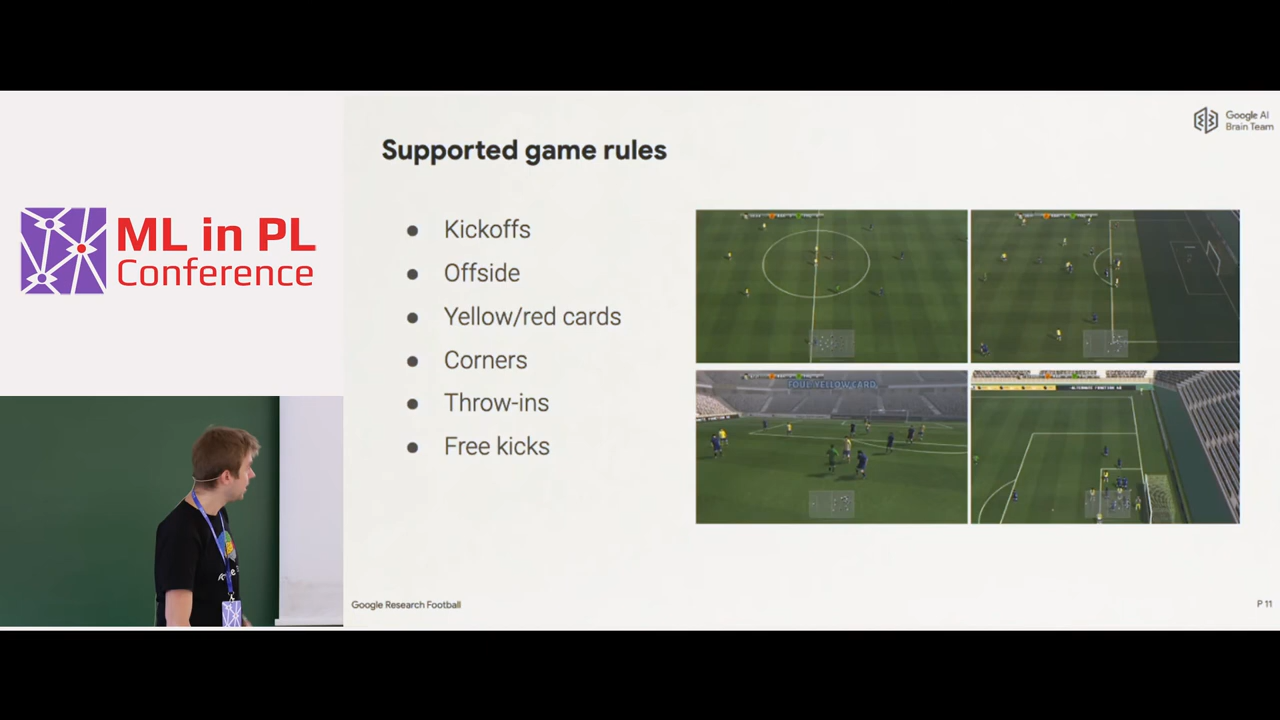 ML in PL
Conference
Google AI
Brain Team
Supported game rules
Kickoffs
Offside
Yellow/red cards
Corners
Throw-ins
Free kicks
FOUL, YELLOW CARD
Google Research Football
P 11